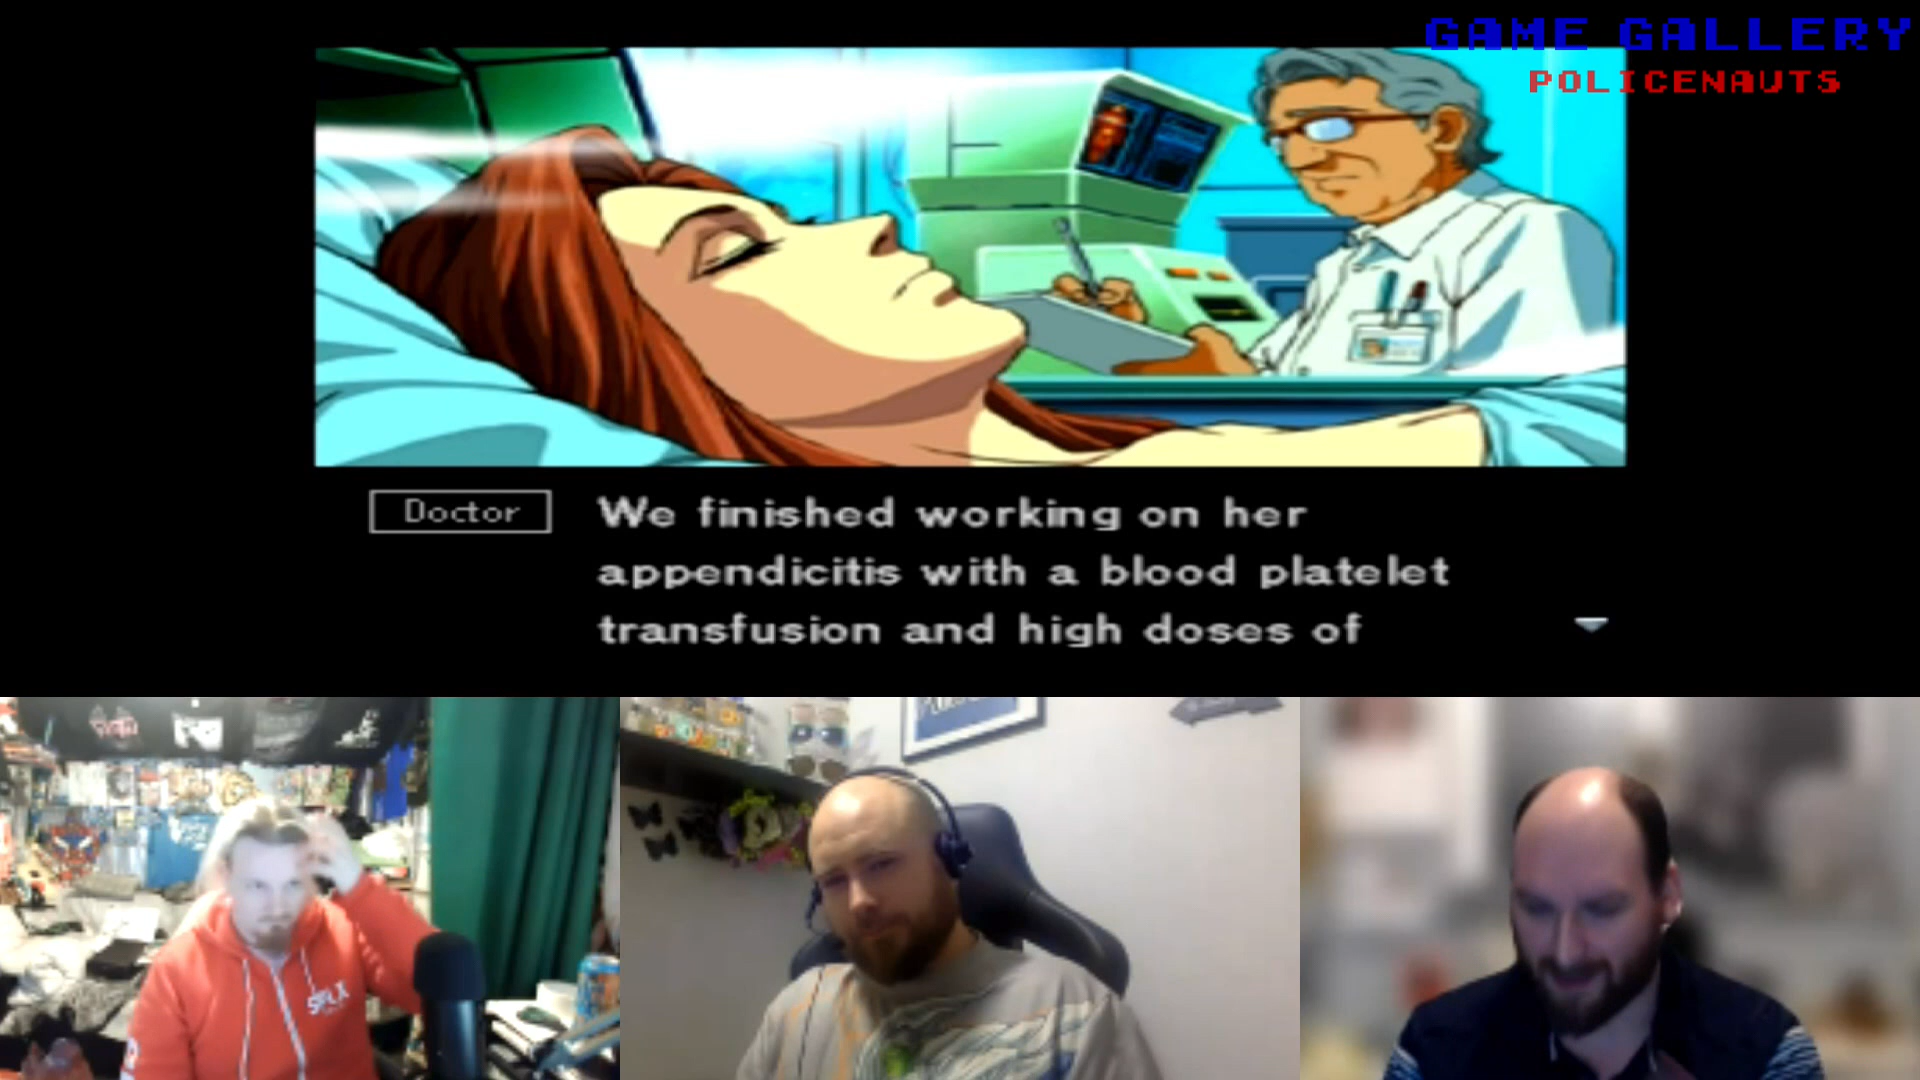 GAME GALLERY
POLICENAUTS
Doctor
We finished working on her
appendicitis with a blood platelet
transfusion and high doses of